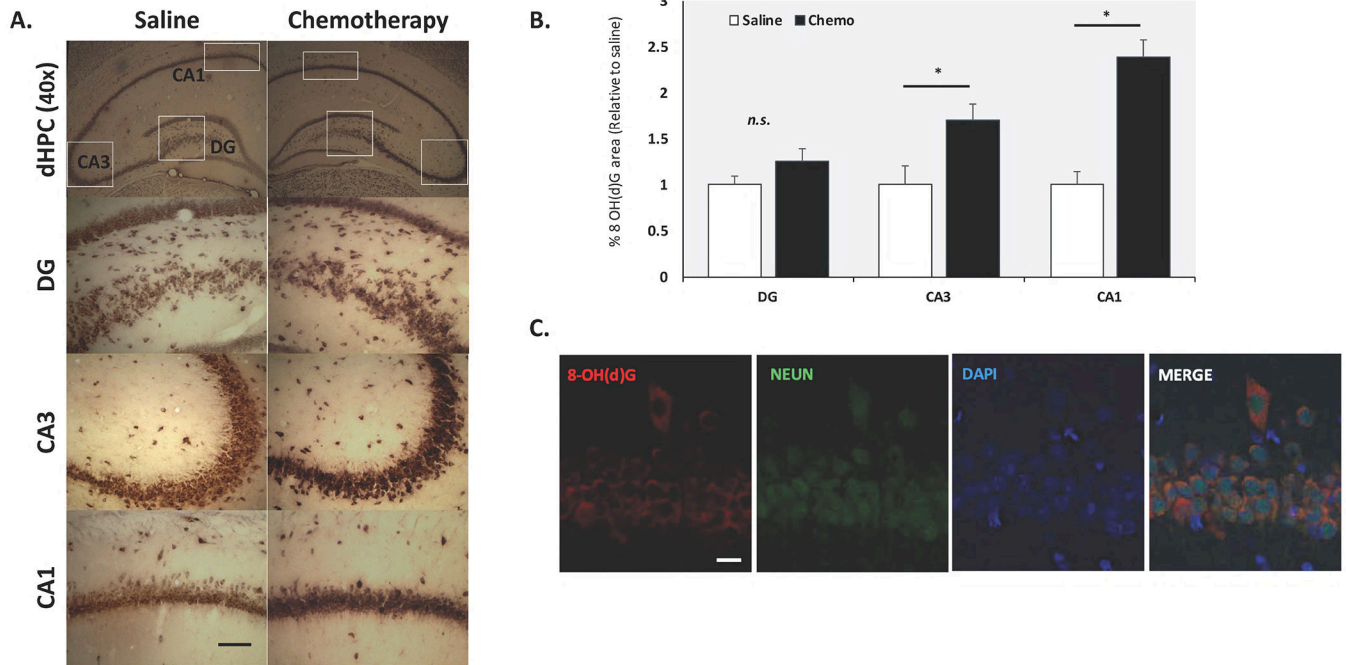 A.
Saline
Chemotherapy
dHPC (40x)
CA1
CA3
DG
DG
CA3
CA1
B.
% 8 OH(d)G area (Relative to saline)
3
2.5
2
1.5
1
0.5
0
Saline
Chemo
n.s.
*
*
DG
CA3
CA1
C.
8-OH(d)G
NEUN
DAPI
MERGE